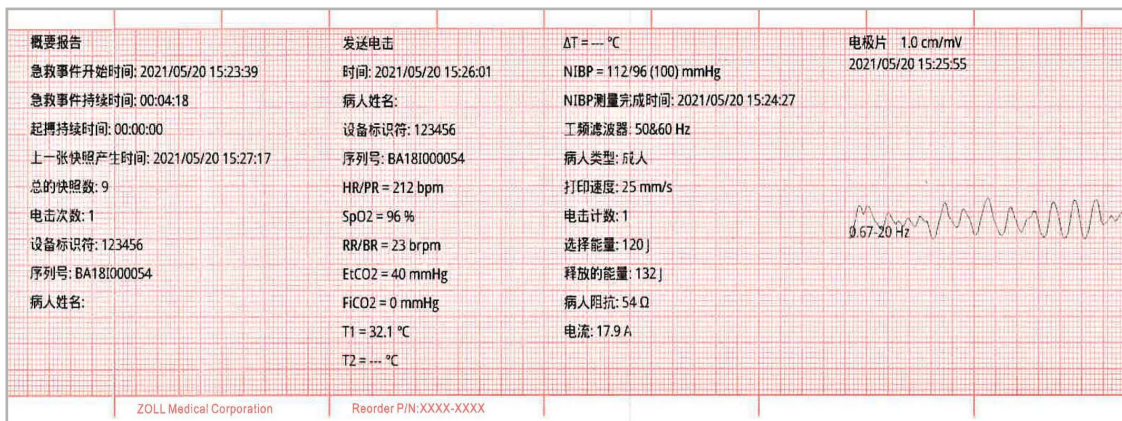 概要报告
急救事件开始时间: 2021/05/20 15:23:39
急救事件持续时间: 00:04:18
起搏持续时间: 00:00:00
上一张快照产生时间: 2021/05/20 15:27:17
总的快照数: 9
电击次数: 1
设备标识符: 123456
序列号: BA18I000054
病人姓名:
发送电击
时间: 2021/05/20 15:26:01
病人姓名:
设备标识符: 123456
序列号: BA18I000054
HR/PR = 212 bpm
SpO2 = 96 %
RR/BR = 23 brpm
EtCO2 = 40 mmHg
FiCO2 = 0 mmHg
T1 = 32.1 °C
T2 = --- °C
ΔT = --- °C
NIBP = 112/96 (100) mmHg
NIBP测量完成时间: 2021/05/20 15:24:27
工频滤波器: 50&60 Hz
病人类型: 成人
打印速度: 25 mm/s
电击计数: 1
选择能量: 120 J
释放的能量: 132 J
病人阻抗: 54 Ω
电流: 17.9 A
电极片 1.0 cm/mV
2021/05/20 15:25:55
0.67-20 Hz
ZOLL Medical Corporation
Reorder P/N:XXXX-XXXX